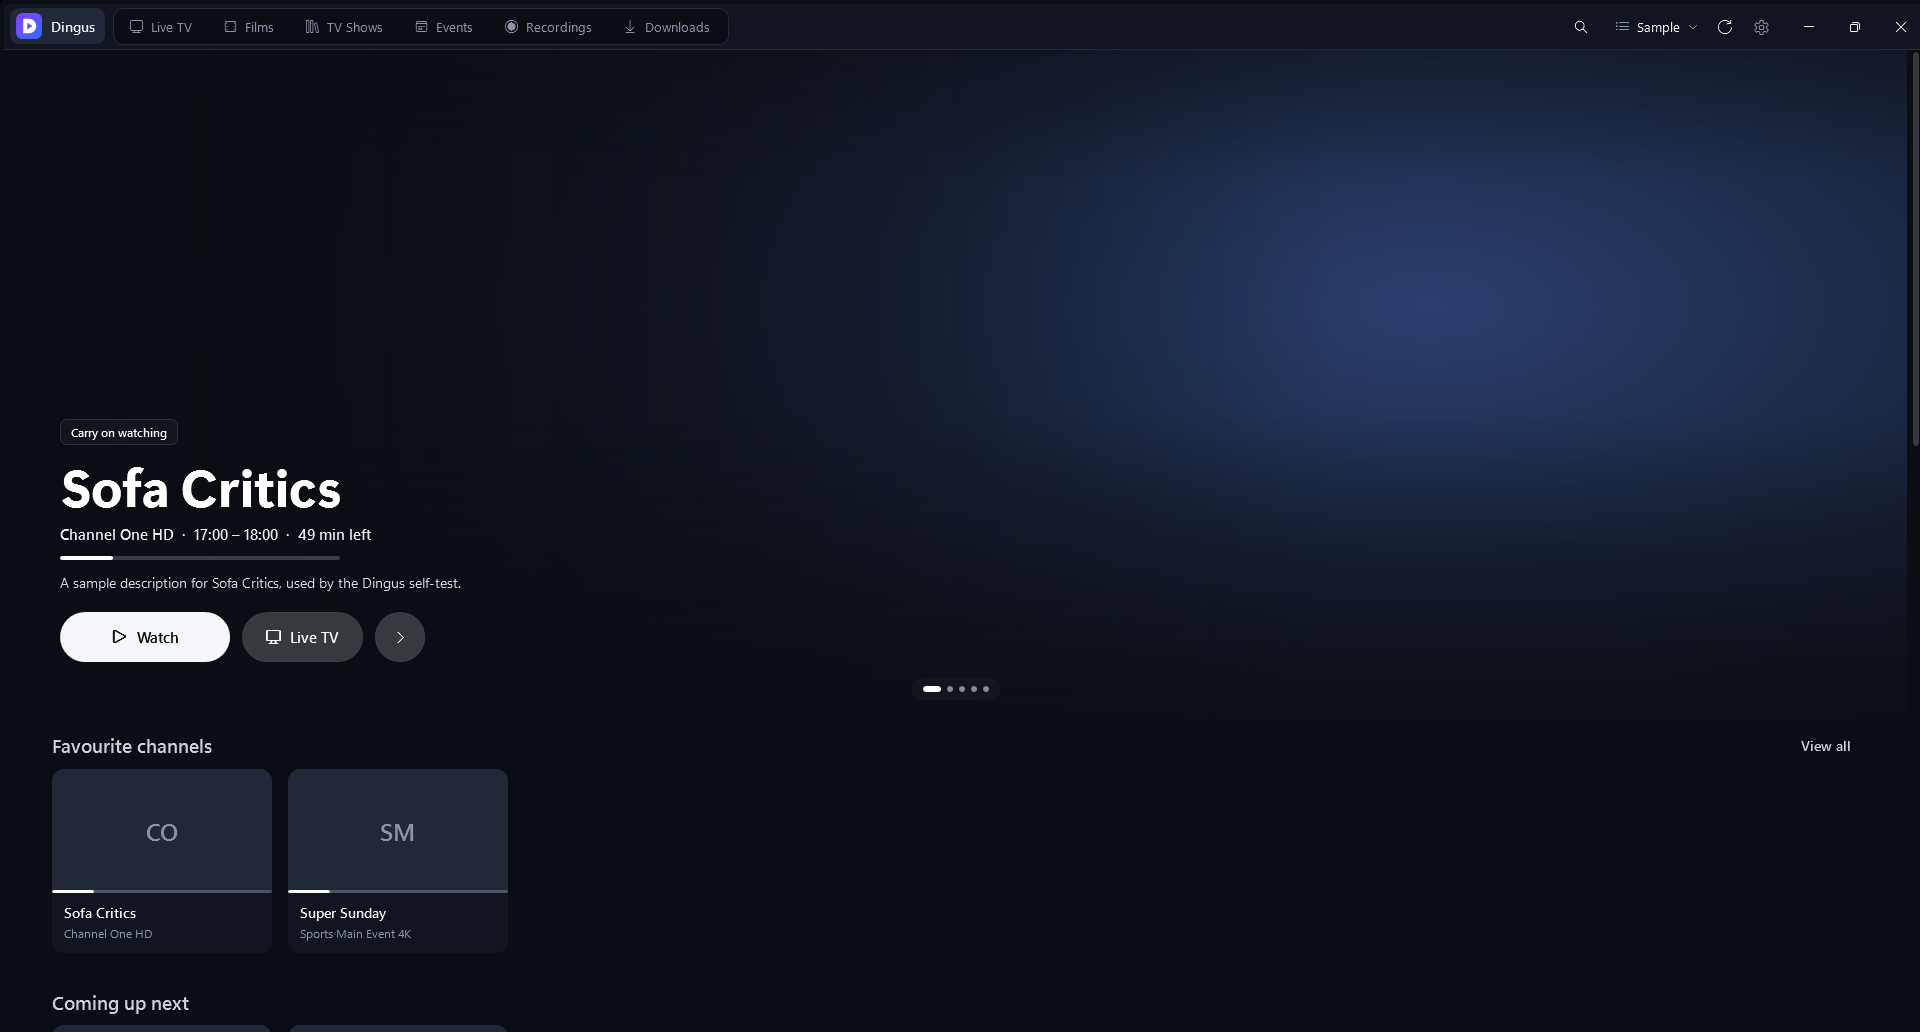 Dingus
Live TV
Films
TV Shows
Events
Recordings
Downloads
Sample
Carry on watching
Sofa Critics
Channel One HD · 17:00 – 18:00 · 49 min left
A sample description for Sofa Critics, used by the Dingus self-test.
Watch
Live TV
Favourite channels
View all
CO
SM
Sofa Critics
Channel One HD
Super Sunday
Sports Main Event 4K
Coming up next